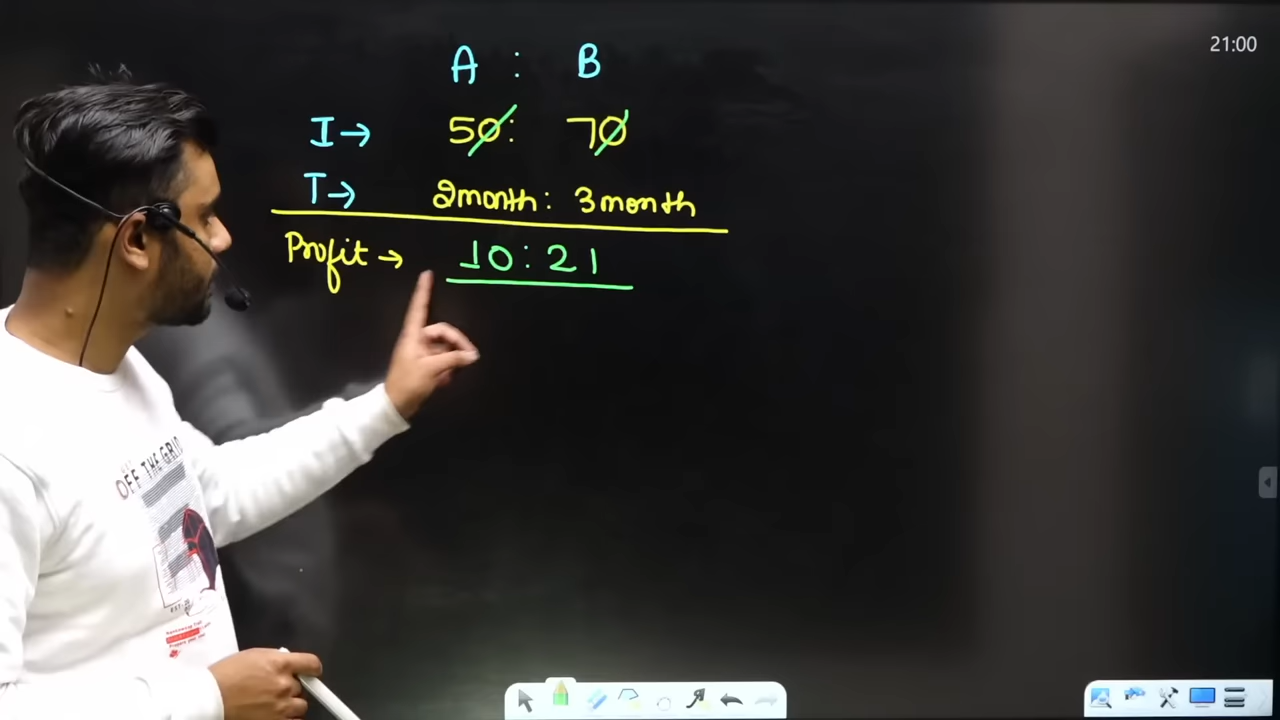 21:00
A : B
I → 50 : 70
T → 2month : 3month
Profit → 10 : 21
OFF THE GRID